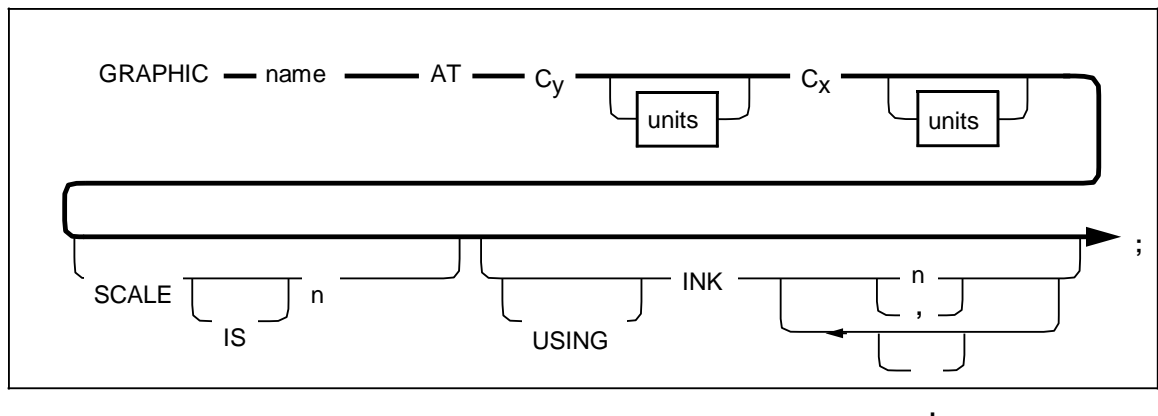 GRAPHIC name AT Cy Cx
units units
;
SCALE n INK n
IS USING ,
.